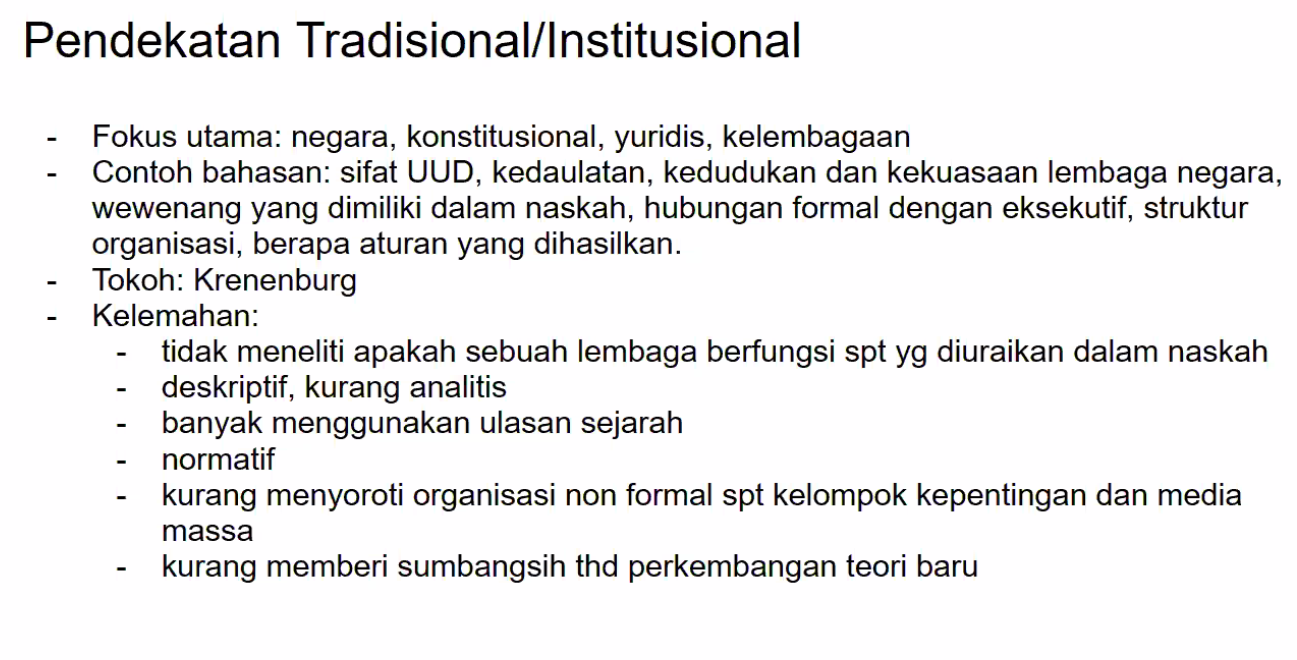 Pendekatan Tradisional/Institusional
- Fokus utama: negara, konstitusional, yuridis, kelembagaan
- Contoh bahasan: sifat UUD, kedaulatan, kedudukan dan kekuasaan lembaga negara,
wewenang yang dimiliki dalam naskah, hubungan formal dengan eksekutif, struktur
organisasi, berapa aturan yang dihasilkan.
- Tokoh: Krenenburg
- Kelemahan:
- tidak meneliti apakah sebuah lembaga berfungsi spt yg diuraikan dalam naskah
- deskriptif, kurang analitis
- banyak menggunakan ulasan sejarah
- normatif
- kurang menyoroti organisasi non formal spt kelompok kepentingan dan media
massa
- kurang memberi sumbangsih thd perkembangan teori baru